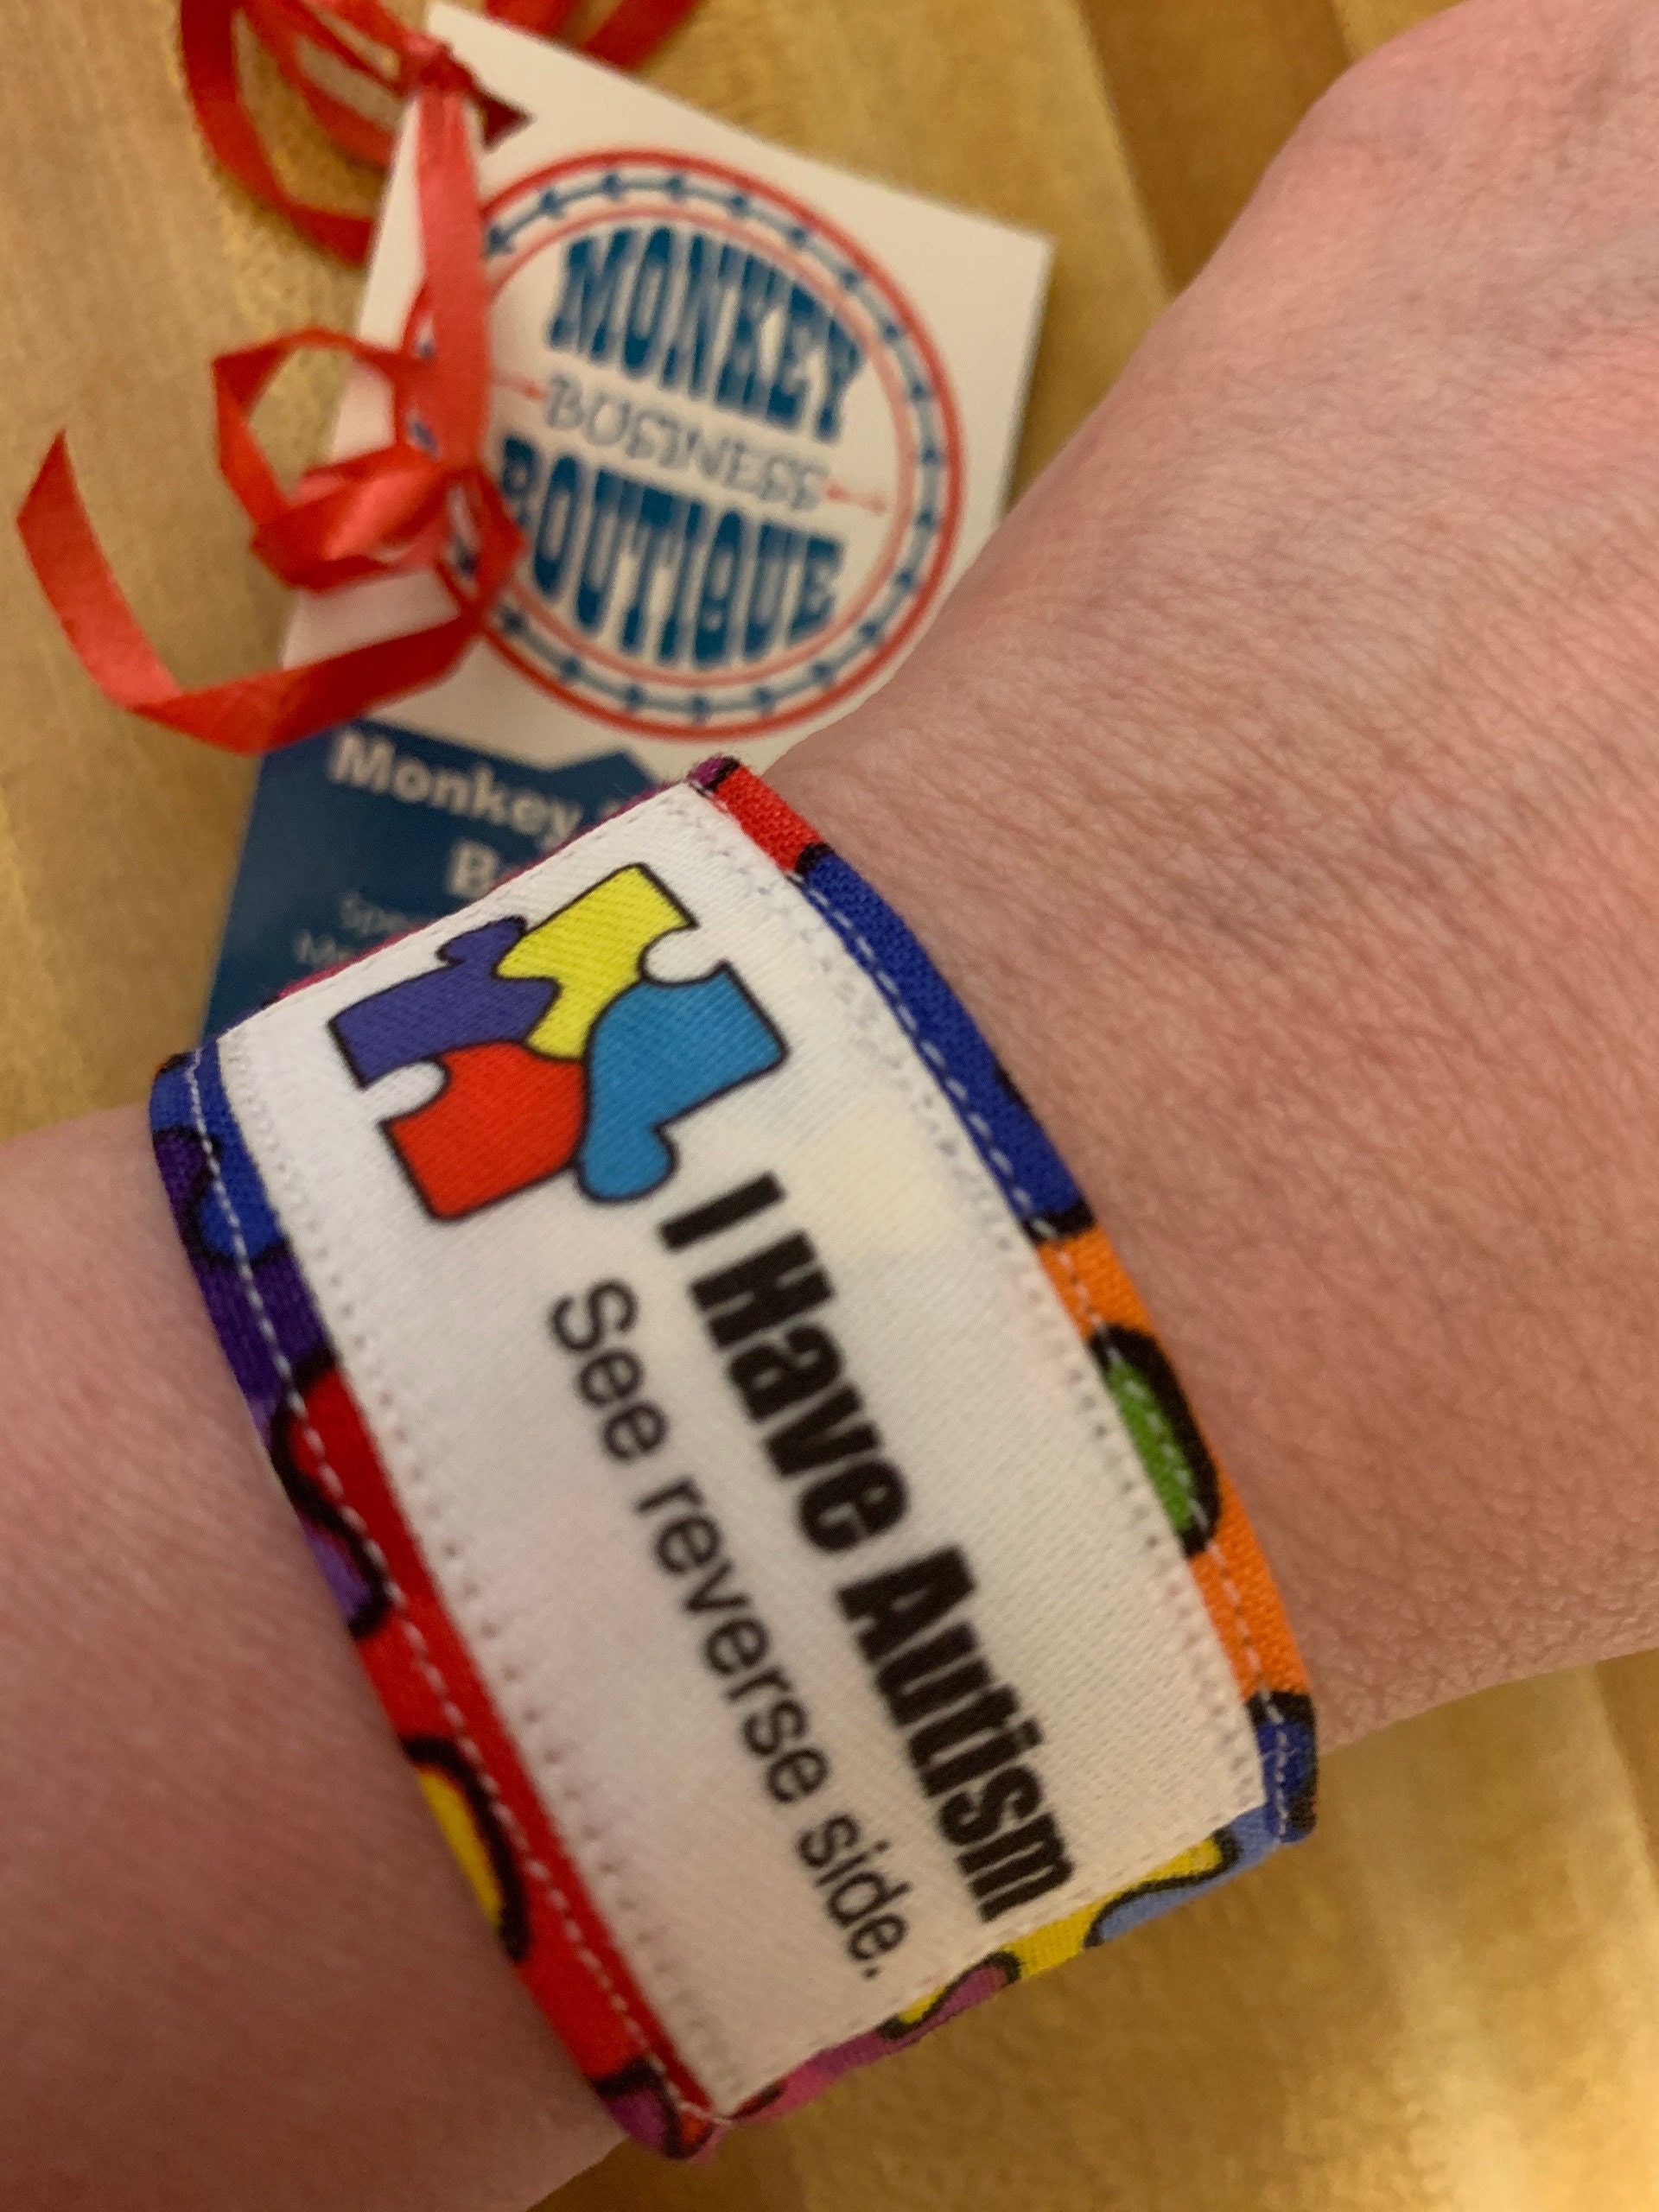 MONKEY
BUSINESS
BOUTIQUE
Monkey
I Have Autism
See reverse side.